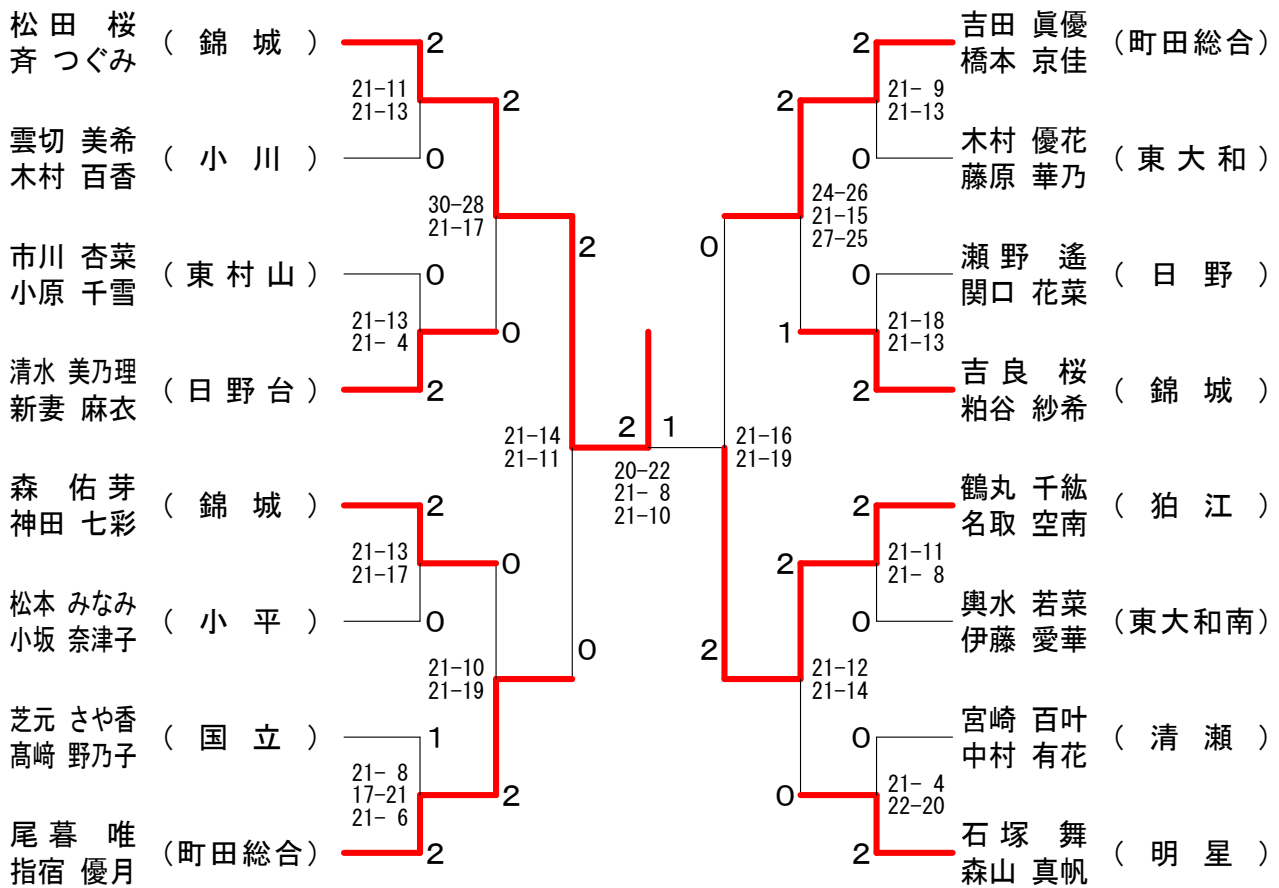 松田 桜
斉 つぐみ
( 錦 城 )
2
21-11
21-13
2
雲切 美希
木村 百香
( 小 川 )
0
30-28
21-17
2
市川 杏菜
小原 千雪
( 東 村 山 )
0
21-13
21- 4
0
清水 美乃理
新妻 麻衣
( 日 野 台 )
2
21-14
21-11
森 佑芽
神田 七彩
( 錦 城 )
2
21-13
21-17
0
松本 みなみ
小坂 奈津子
( 小 平 )
0
21-10
21-19
0
芝元 さや香
髙﨑 野乃子
( 国 立 )
1
21- 8
17-21
21- 6
2
尾暮 唯
指宿 優月
(町田総合)
2
2
1
20-22
21- 8
21-10
2
吉田 眞優
橋本 京佳
(町田総合)
2
21- 9
21-13
0
木村 優花
藤原 華乃
( 東 大 和 )
0
24-26
21-15
27-25
0
瀬野 遙
関口 花菜
( 日 野 )
1
21-18
21-13
2
吉良 桜
粕谷 紗希
( 錦 城 )
21-16
21-19
2
鶴丸 千紘
名取 空南
( 狛 江 )
2
21-11
21- 8
0
輿水 若菜
伊藤 愛華
(東大和南)
2
21-12
21-14
0
宮崎 百叶
中村 有花
( 清 瀬 )
0
21- 4
22-20
2
石塚 舞
森山 真帆
( 明 星 )